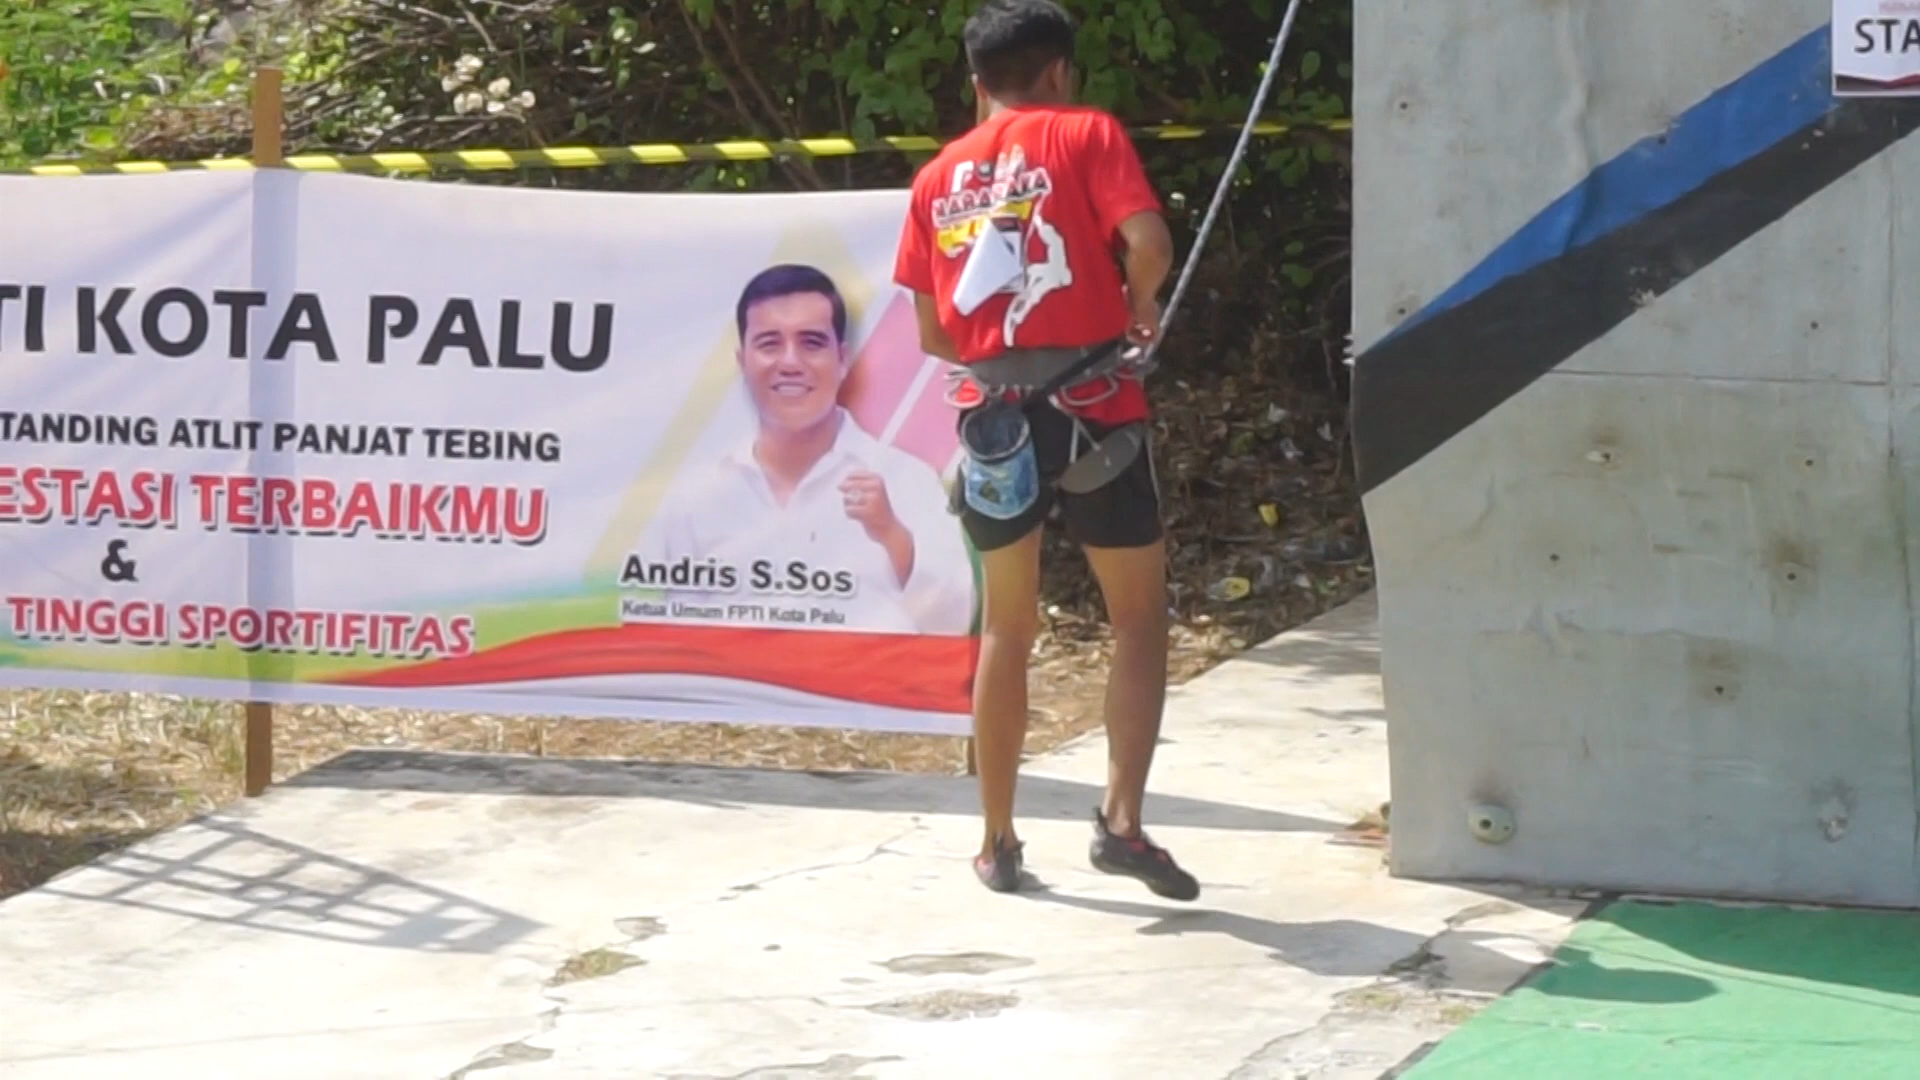 TI KOTA PALU
TANDING ATLIT PANJAT TEBING
ESTASI TERBAIKMU
&
TINGGI SPORTIFITAS
Andris S.Sos
Ketua Umum FPTI Kota Palu
STA